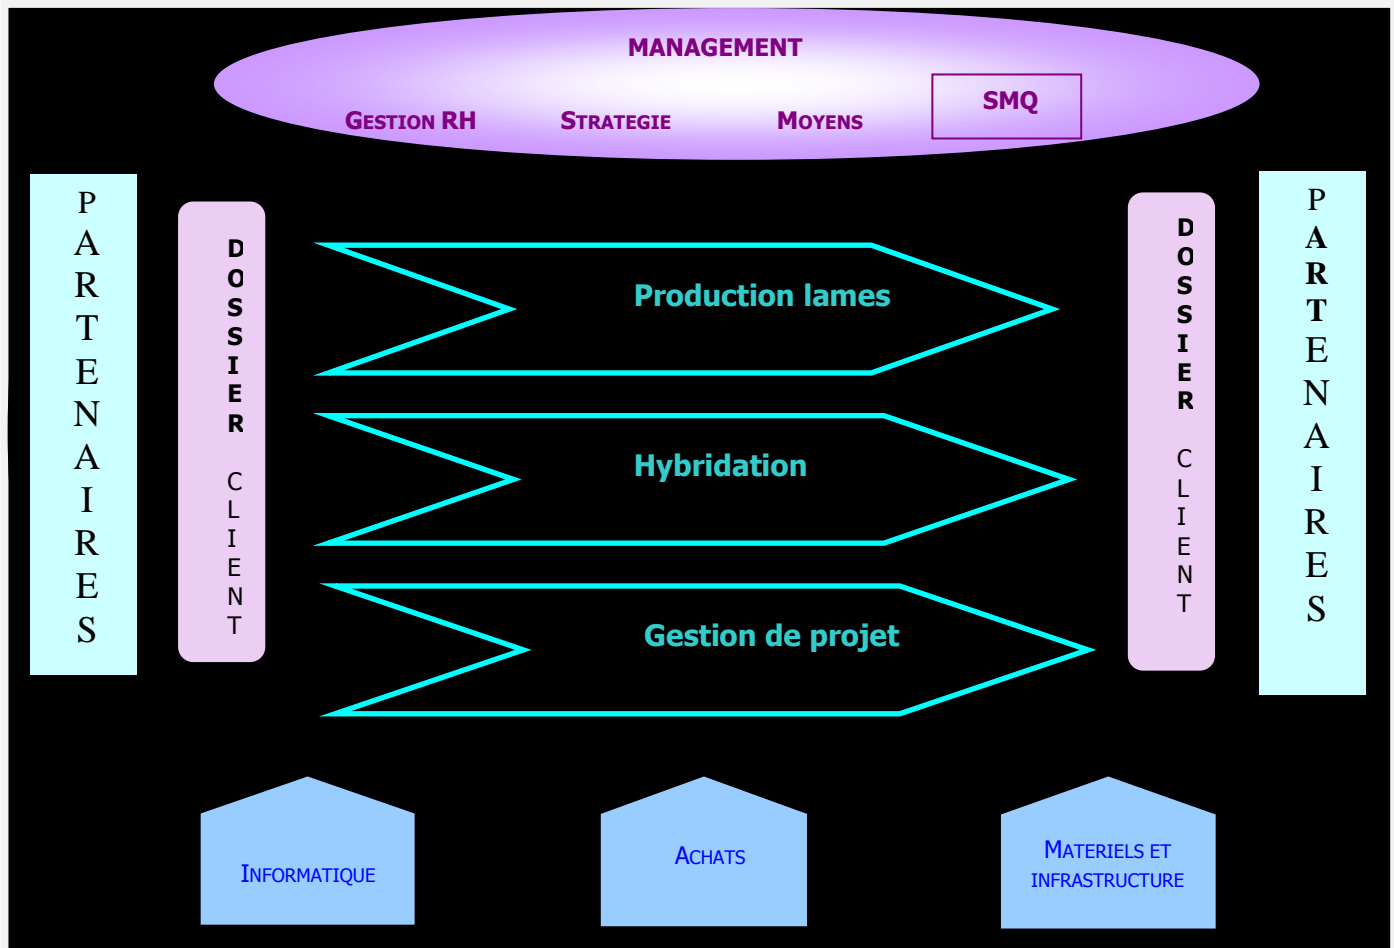 MANAGEMENT
GESTION RH STRATEGIE MOYENS SMQ
PARTENAIRES
DOSSIER CLIENT
Production lames
Hybridation
Gestion de projet
DOSSIER CLIENT
PARTENAIRES
INFORMATIQUE
ACHATS
MATERIELS ET
INFRASTRUCTURE